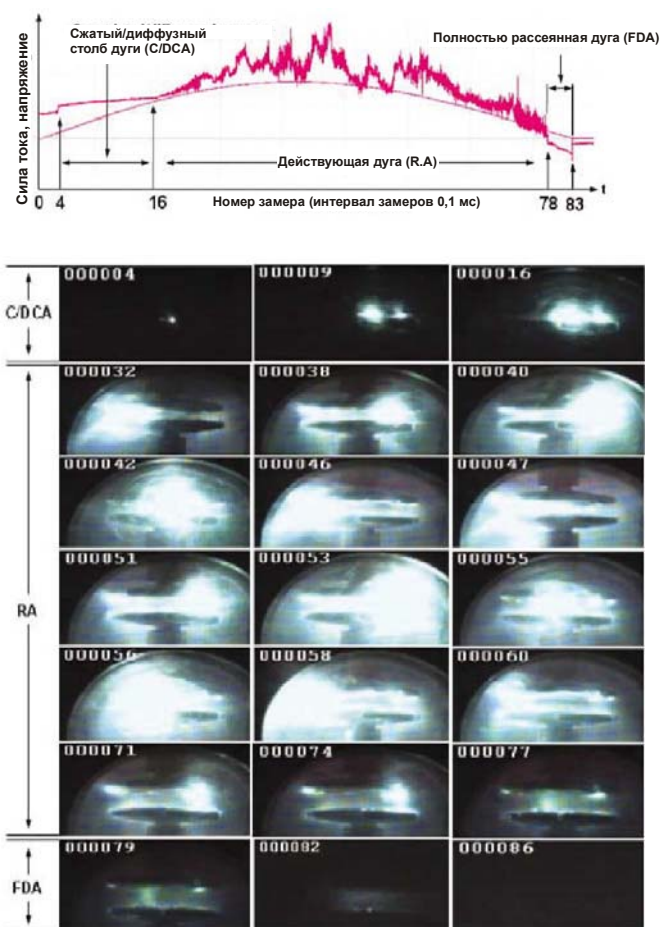 Сжатый/диффузный
столб дуги (C/DCA)
Полностью рассеянная дуга (FDA)
Сила тока, напряжение
Действующая дуга (R.A)
t
0 4 16 Номер замера (интервал замеров 0,1 мс) 78 83
C/DCA
000004 000009 000016
RA
000032 000038 000040
000042 000046 000047
000051 000053 000055
000056 000058 000060
000071 000074 000077
FDA
000079 000082 000086